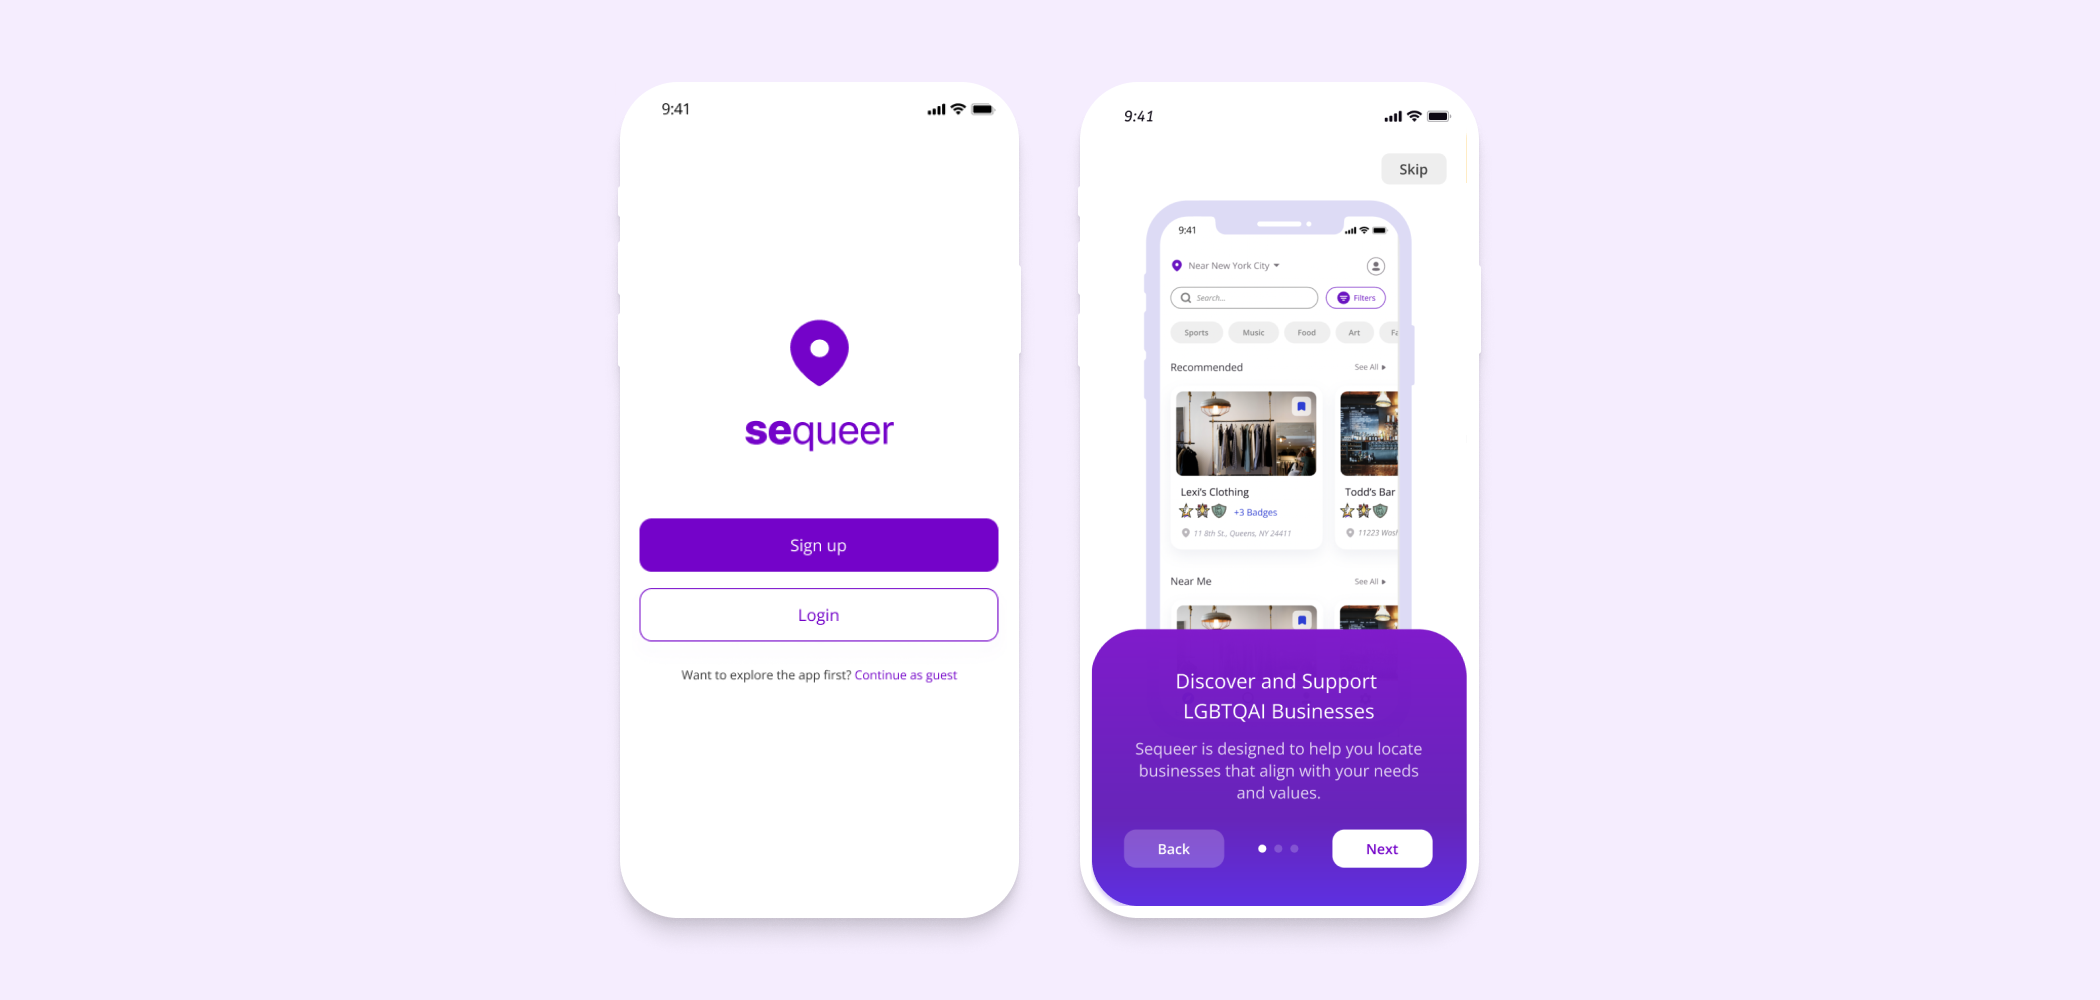 9:41
sequeer
Sign up
Login
Want to explore the app first? Continue as guest
9:41
Skip
9:41
Near New York City
Search...
Filters
Sports Music Food Art Fa
Recommended See All
Lexi's Clothing
+3 Badges
11 8th St., Queens, NY 24411
Todd's Bar
11223 Wash
Near Me See All
Discover and Support
LGBTQAI Businesses
Sequeer is designed to help you locate
businesses that align with your needs
and values.
Back
Next